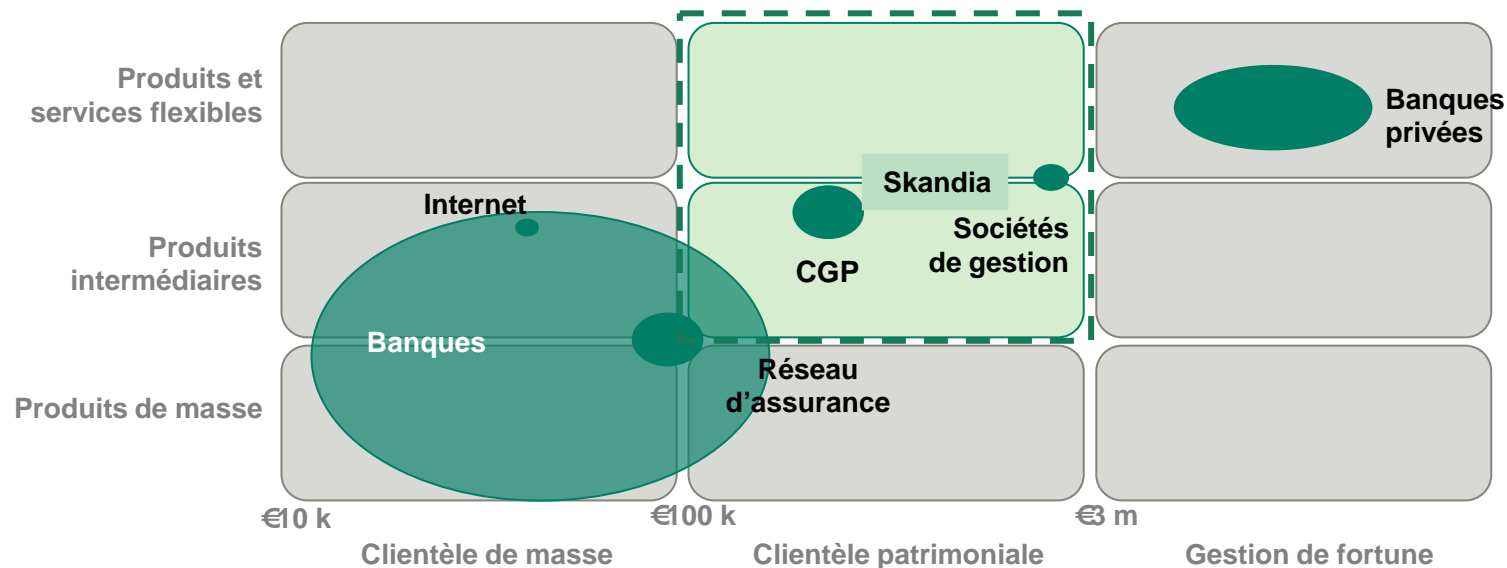 Produits et
services flexibles
Banques
privées
Skandia
Internet
Produits
intermédiaires
CGP
Sociétés
de gestion
Banques
Réseau
d’assurance
Produits de masse
€10 k
€100 k
€3 m
Clientèle de masse
Clientèle patrimoniale
Gestion de fortune